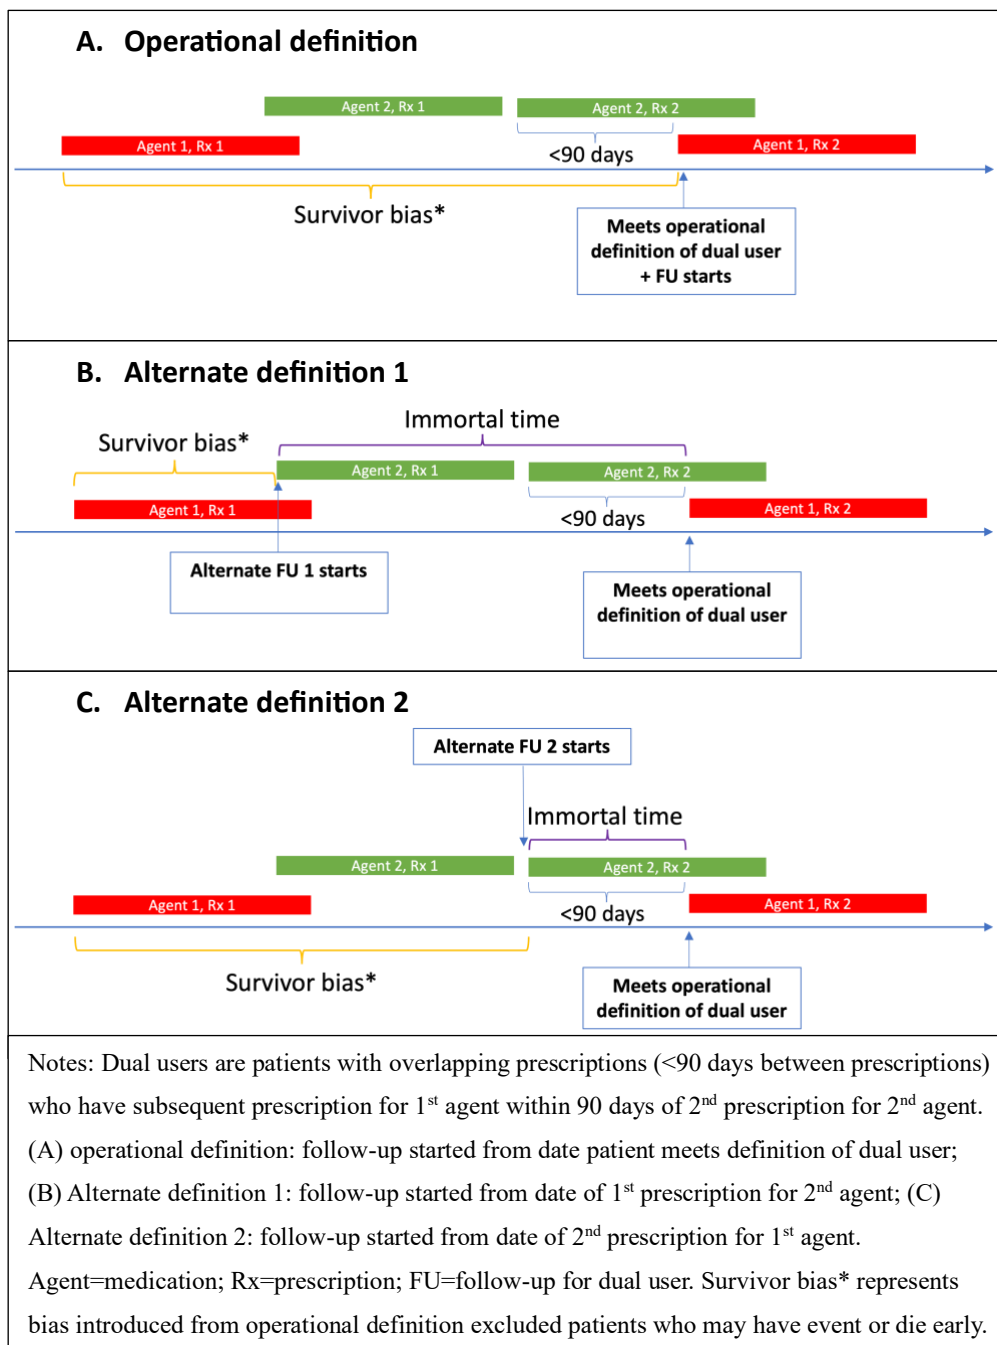 A. Operational definition
Agent 2, Rx 1
Agent 2, Rx 2
Agent 1, Rx 1
<90 days
Agent 1, Rx 2
Survivor bias*
Meets operational
definition of dual user
+ FU starts
B. Alternate definition 1
Immortal time
Survivor bias*
Agent 2, Rx 1
Agent 2, Rx 2
Agent 1, Rx 1
<90 days
Agent 1, Rx 2
Alternate FU 1 starts
Meets operational
definition of dual user
C. Alternate definition 2
Alternate FU 2 starts
Immortal time
Agent 2, Rx 1
Agent 2, Rx 2
Agent 1, Rx 1
<90 days
Agent 1, Rx 2
Survivor bias*
Meets operational
definition of dual user
Notes: Dual users are patients with overlapping prescriptions (<90 days between prescriptions)
who have subsequent prescription for 1st agent within 90 days of 2nd prescription for 2nd agent.
(A) operational definition: follow-up started from date patient meets definition of dual user;
(B) Alternate definition 1: follow-up started from date of 1st prescription for 2nd agent; (C)
Alternate definition 2: follow-up started from date of 2nd prescription for 1st agent.
Agent=medication; Rx=prescription; FU=follow-up for dual user. Survivor bias* represents
bias introduced from operational definition excluded patients who may have event or die early.